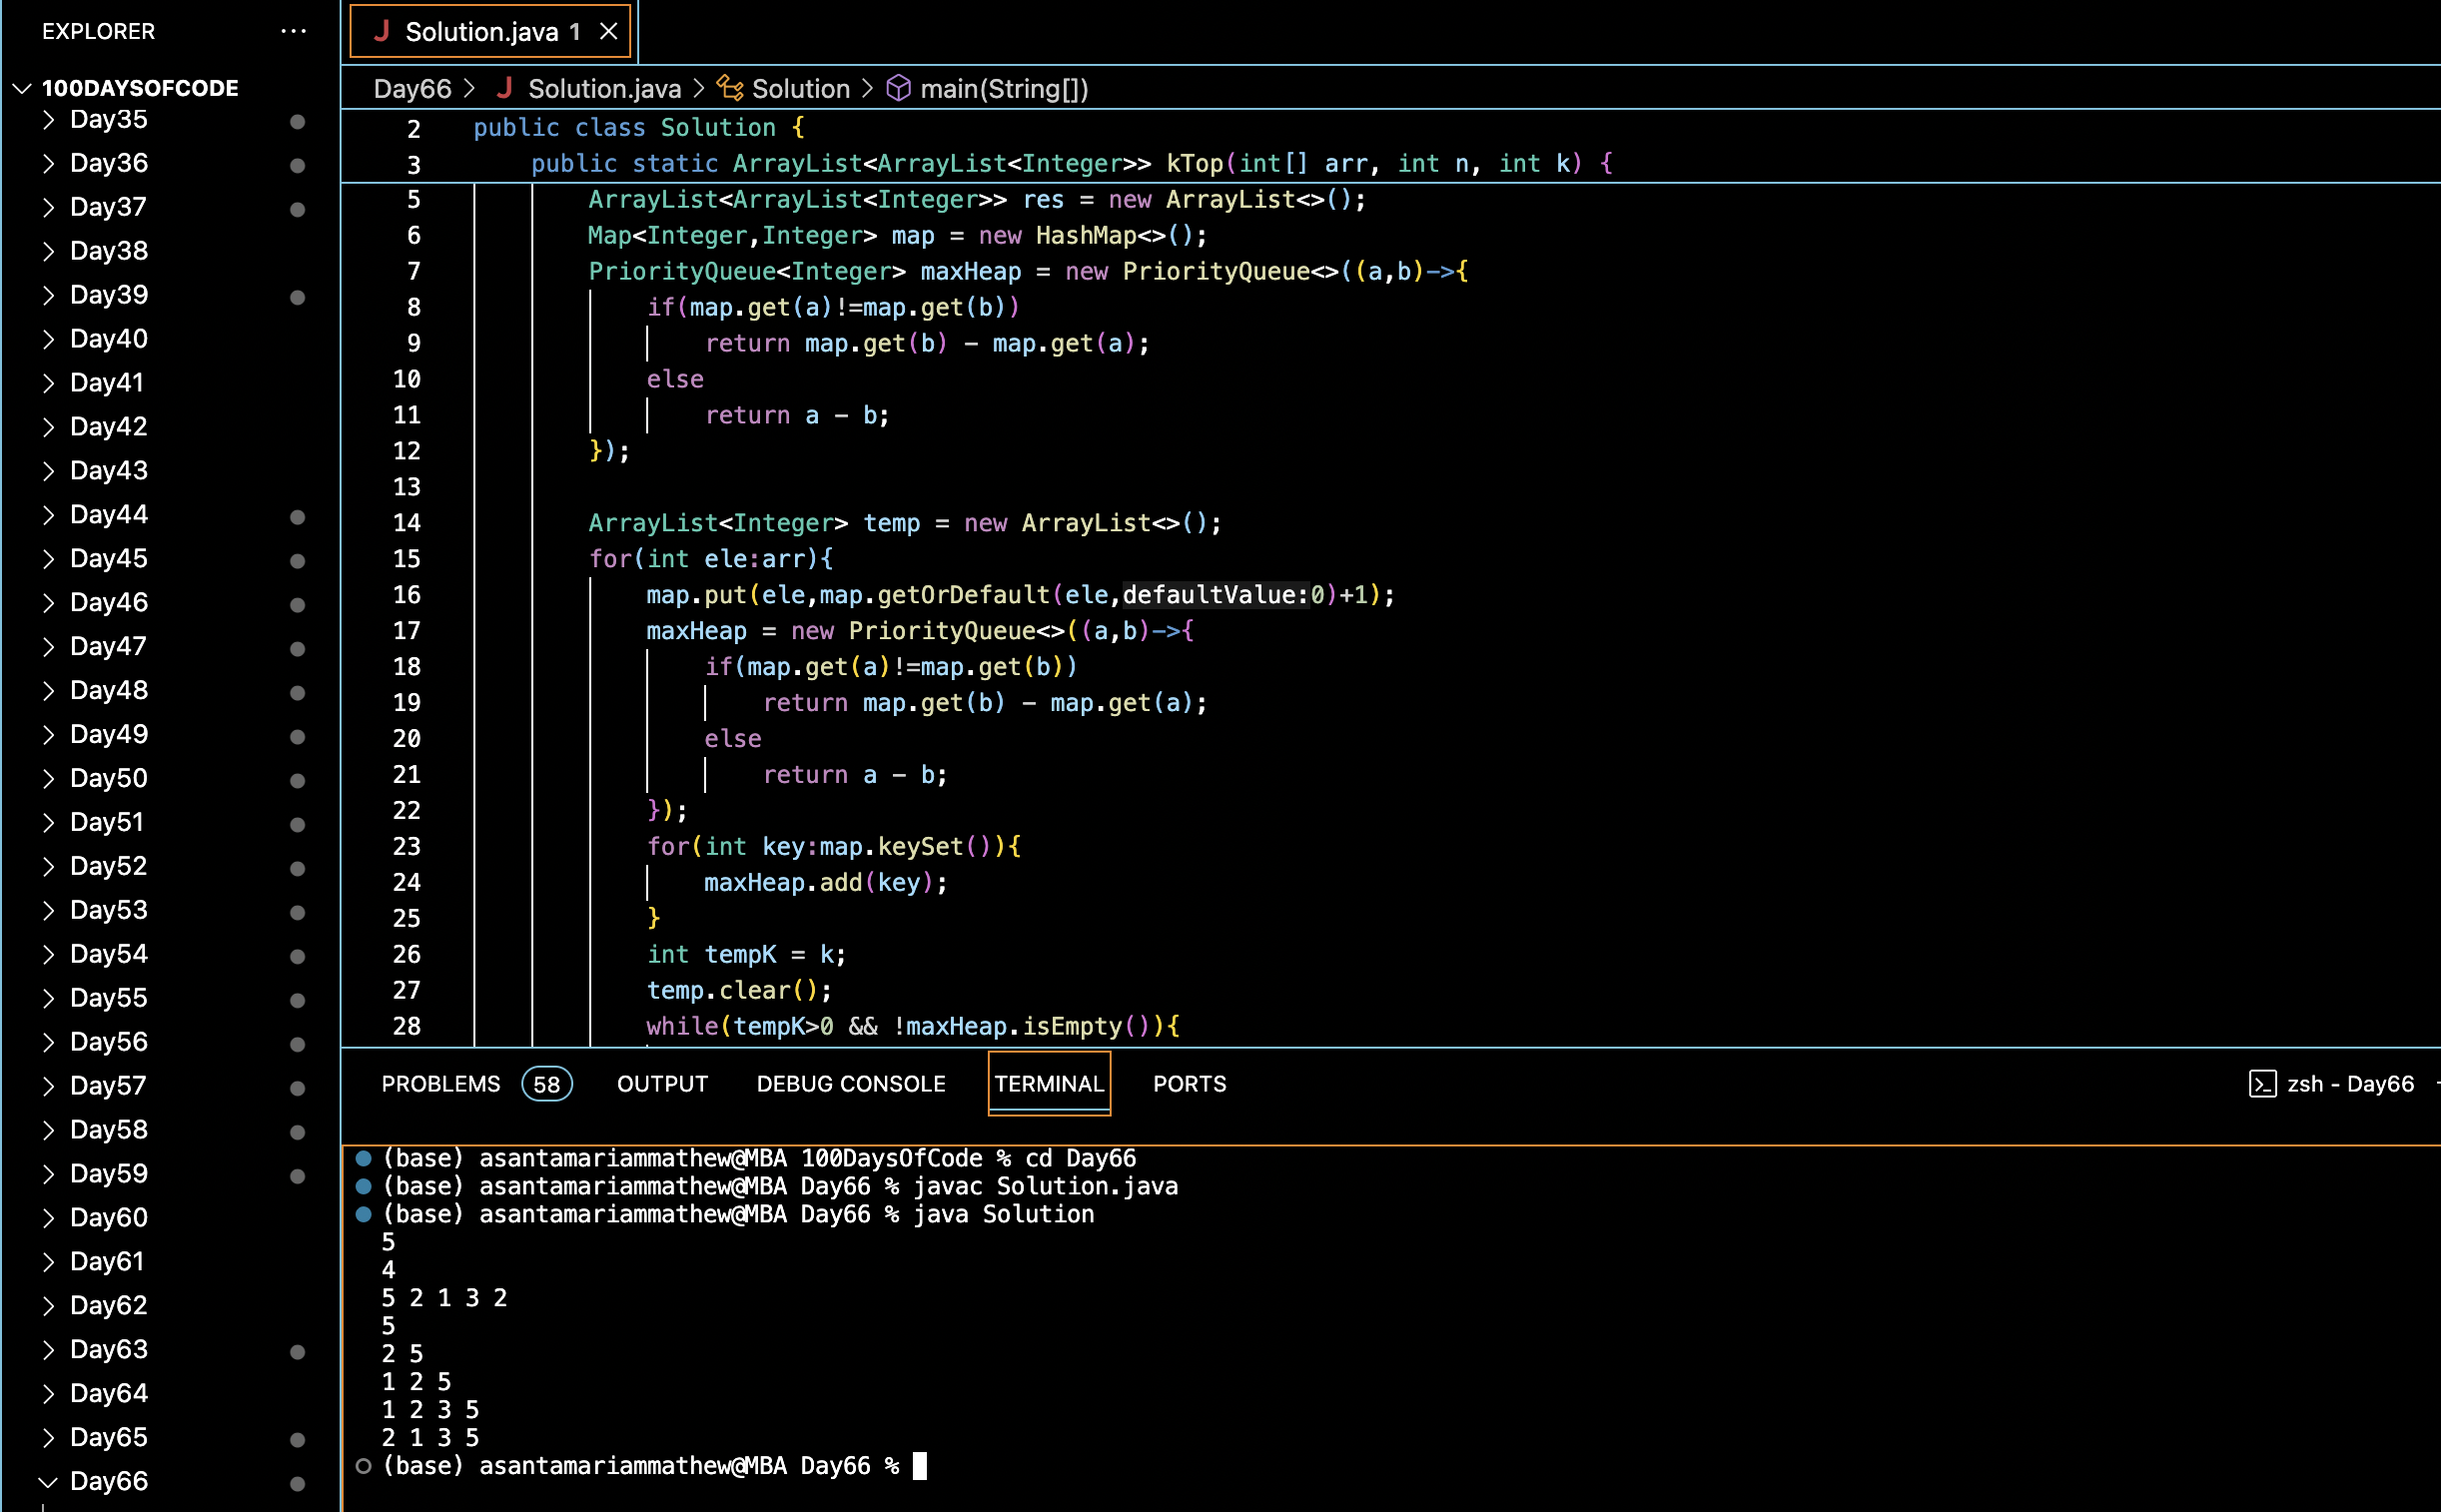 EXPLORER ...
100DAYSOFCODE
Day35
Day36
Day37
Day38
Day39
Day40
Day41
Day42
Day43
Day44
Day45
Day46
Day47
Day48
Day49
Day50
Day51
Day52
Day53
Day54
Day55
Day56
Day57
Day58
Day59
Day60
Day61
Day62
Day63
Day64
Day65
Day66
J Solution.java 1
Day66 > J Solution.java > Solution > main(String[])
2 public class Solution {
3 public static ArrayList<ArrayList<Integer>> kTop(int[] arr, int n, int k) {
5 ArrayList<ArrayList<Integer>> res = new ArrayList<>();
6 Map<Integer,Integer> map = new HashMap<>();
7 PriorityQueue<Integer> maxHeap = new PriorityQueue<>((a,b)->{
8 if(map.get(a)!=map.get(b))
9 return map.get(b) - map.get(a);
10 else
11 return a - b;
12 });
13
14 ArrayList<Integer> temp = new ArrayList<>();
15 for(int ele:arr){
16 map.put(ele,map.getOrDefault(ele,defaultValue:0)+1);
17 maxHeap = new PriorityQueue<>((a,b)->{
18 if(map.get(a)!=map.get(b))
19 return map.get(b) - map.get(a);
20 else
21 return a - b;
22 });
23 for(int key:map.keySet()){
24 maxHeap.add(key);
25 }
26 int tempK = k;
27 temp.clear();
28 while(tempK>0 && !maxHeap.isEmpty()){
PROBLEMS 58 OUTPUT DEBUG CONSOLE TERMINAL PORTS zsh - Day66
(base) asantamariammathew@MBA 100DaysOfCode % cd Day66
(base) asantamariammathew@MBA Day66 % javac Solution.java
(base) asantamariammathew@MBA Day66 % java Solution
5
4
5 2 1 3 2
5
2 5
1 2 5
1 2 3 5
2 1 3 5
(base) asantamariammathew@MBA Day66 %